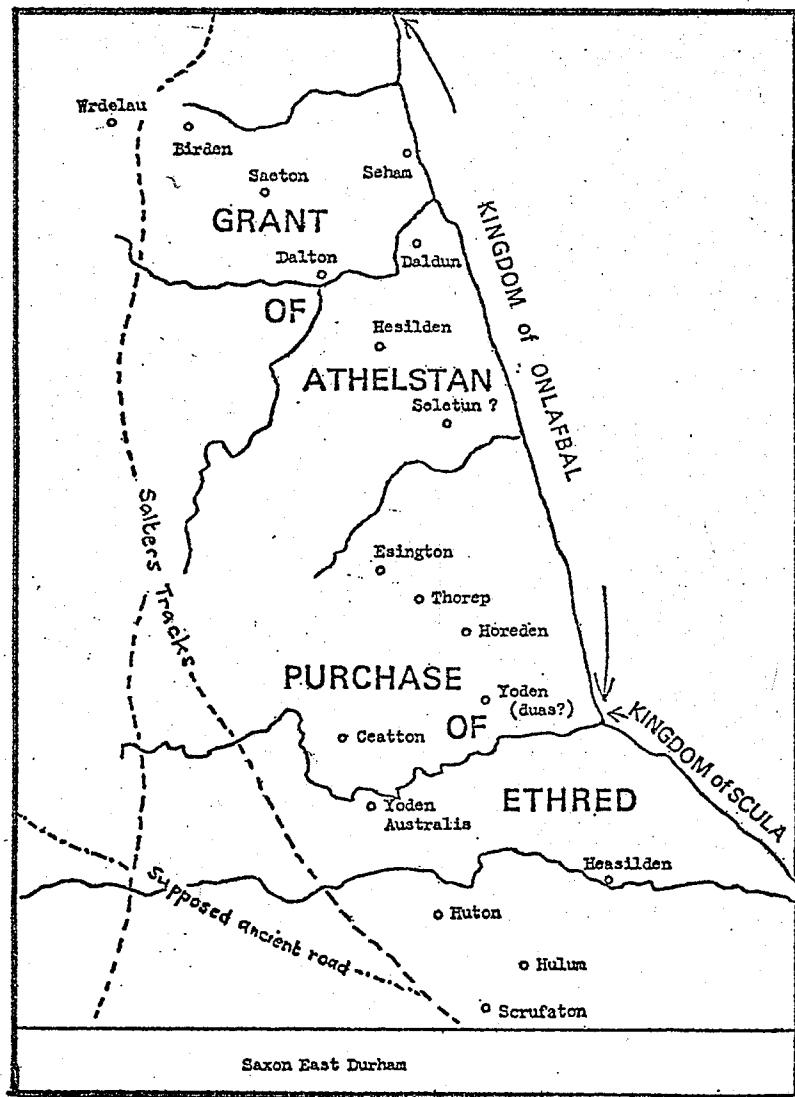 Wrdelau
Birden
Saeton
Seham
GRANT
KINGDOM of ONLAFBAL
Daldun
Dalton
OF
Hesilden
ATHELSTAN
Seletun ?
Salters Tracks
Esington
Thorep
Horeden
PURCHASE
Yoden
(duas?)
OF
Ceatton
KINGDOM of SCULA
ETHRED
Yoden
Australis
Heasilden
Supposed ancient road
Huton
Hulum
Scrufaton
Saxon East Durham